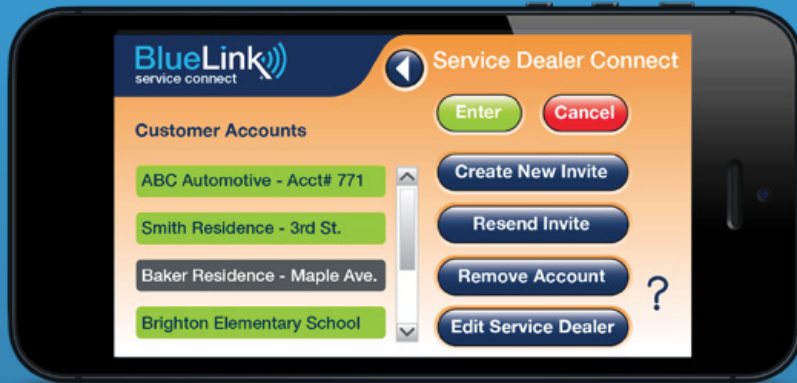 BlueLink
service connect
Service Dealer Connect
Enter
Cancel
Customer Accounts
ABC Automotive - Acct# 771
Smith Residence - 3rd St.
Baker Residence - Maple Ave.
Brighton Elementary School
Create New Invite
Resend Invite
Remove Account
Edit Service Dealer
?